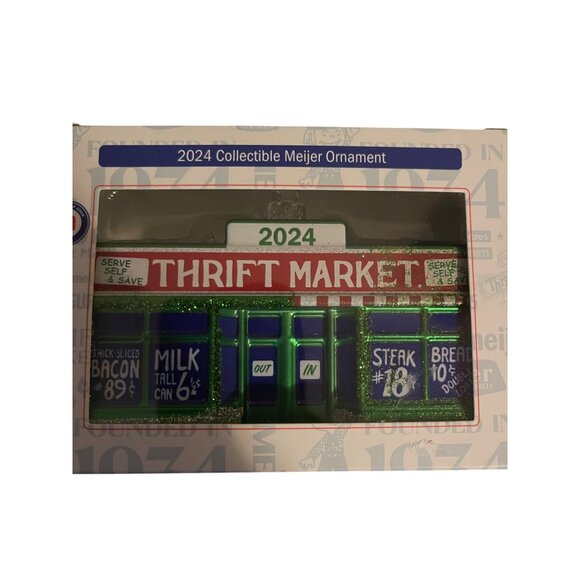 FOUNDED IN
1934
2024 Collectible Meijer Ornament
2024
SERVE
SELF
& SAVE
THRIFT MARKET.
SERVE
SELF
& SAVE
THICK SLICED
BACON
#89¢
MILK
TALL
CAN 6½¢
OUT
IN
STEAK
#18¢
BREAD
10¢
DOUBLE
FOUNDED IN
1934